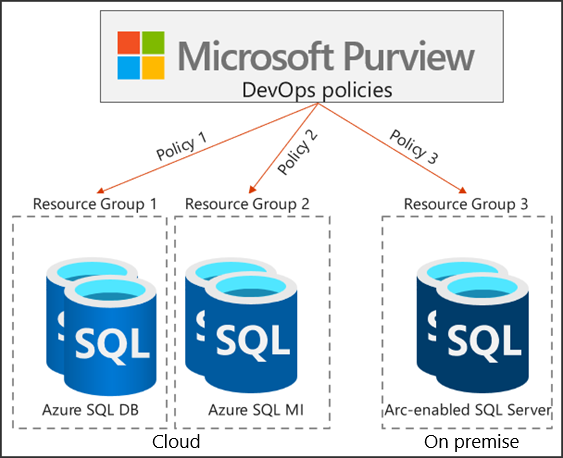 Microsoft Purview
DevOps policies
Policy 1
Policy 2
Policy 3
Resource Group 1
Resource Group 2
Resource Group 3
S
SQL
S
SQL
S
SQL
Azure SQL DB
Azure SQL MI
Arc-enabled SQL Server
Cloud
On premise